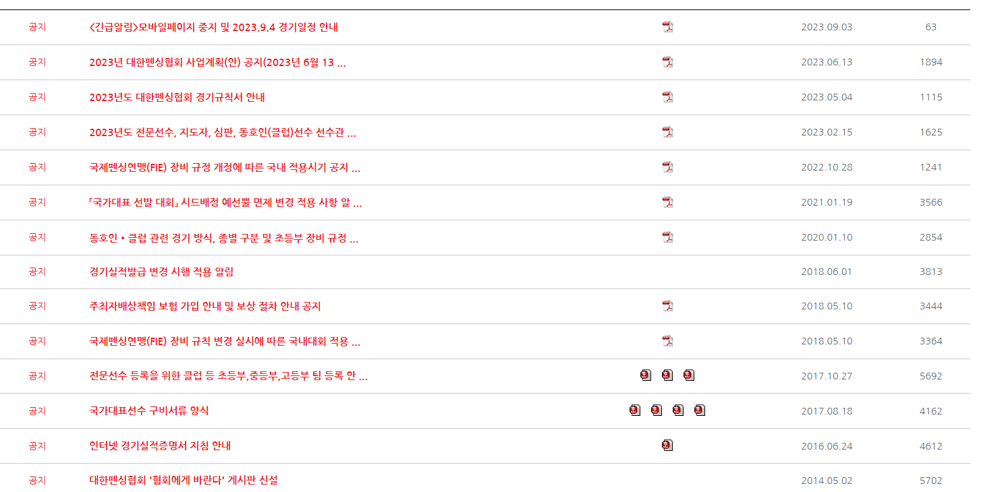 공지 <긴급알림>모바일페이지 중지 및 2023.9.4 경기일정 안내 2023.09.03 63
공지 2023년 대한펜싱협회 사업계획(안) 공지(2023년 6월 13 ... 2023.06.13 1894
공지 2023년도 대한펜싱협회 경기규칙서 안내 2023.05.04 1115
공지 2023년도 전문선수, 지도자, 심판, 동호인(클럽)선수 선수관 ... 2023.02.15 1625
공지 국제펜싱연맹(FIE) 장비 규정 개정에 따른 국내 적용시기 공지 ... 2022.10.28 1241
공지 「국가대표 선발 대회」 시드배정 예선뿔 면제 변경 적용 사항 알 ... 2021.01.19 3566
공지 동호인 • 클럽 관련 경기 방식, 종별 구분 및 초등부 장비 규정 ... 2020.01.10 2854
공지 경기실적발급 변경 시행 적용 알림 2018.06.01 3813
공지 주최자배상책임 보험 가입 안내 및 보상 절차 안내 공지 2018.05.10 3444
공지 국제펜싱연맹(FIE) 장비 규칙 변경 실시에 따른 국내대회 적용 ... 2018.05.10 3364
공지 전문선수 등록을 위한 클럽 등 초등부,중등부,고등부 팀 등록 안 ... 2017.10.27 5692
공지 국가대표선수 구비서류 양식 2017.08.18 4162
공지 인터넷 경기실적증명서 지침 안내 2016.06.24 4612
공지 대한펜싱협회 '협회에게 바란다' 게시판 신설 2014.05.02 5702